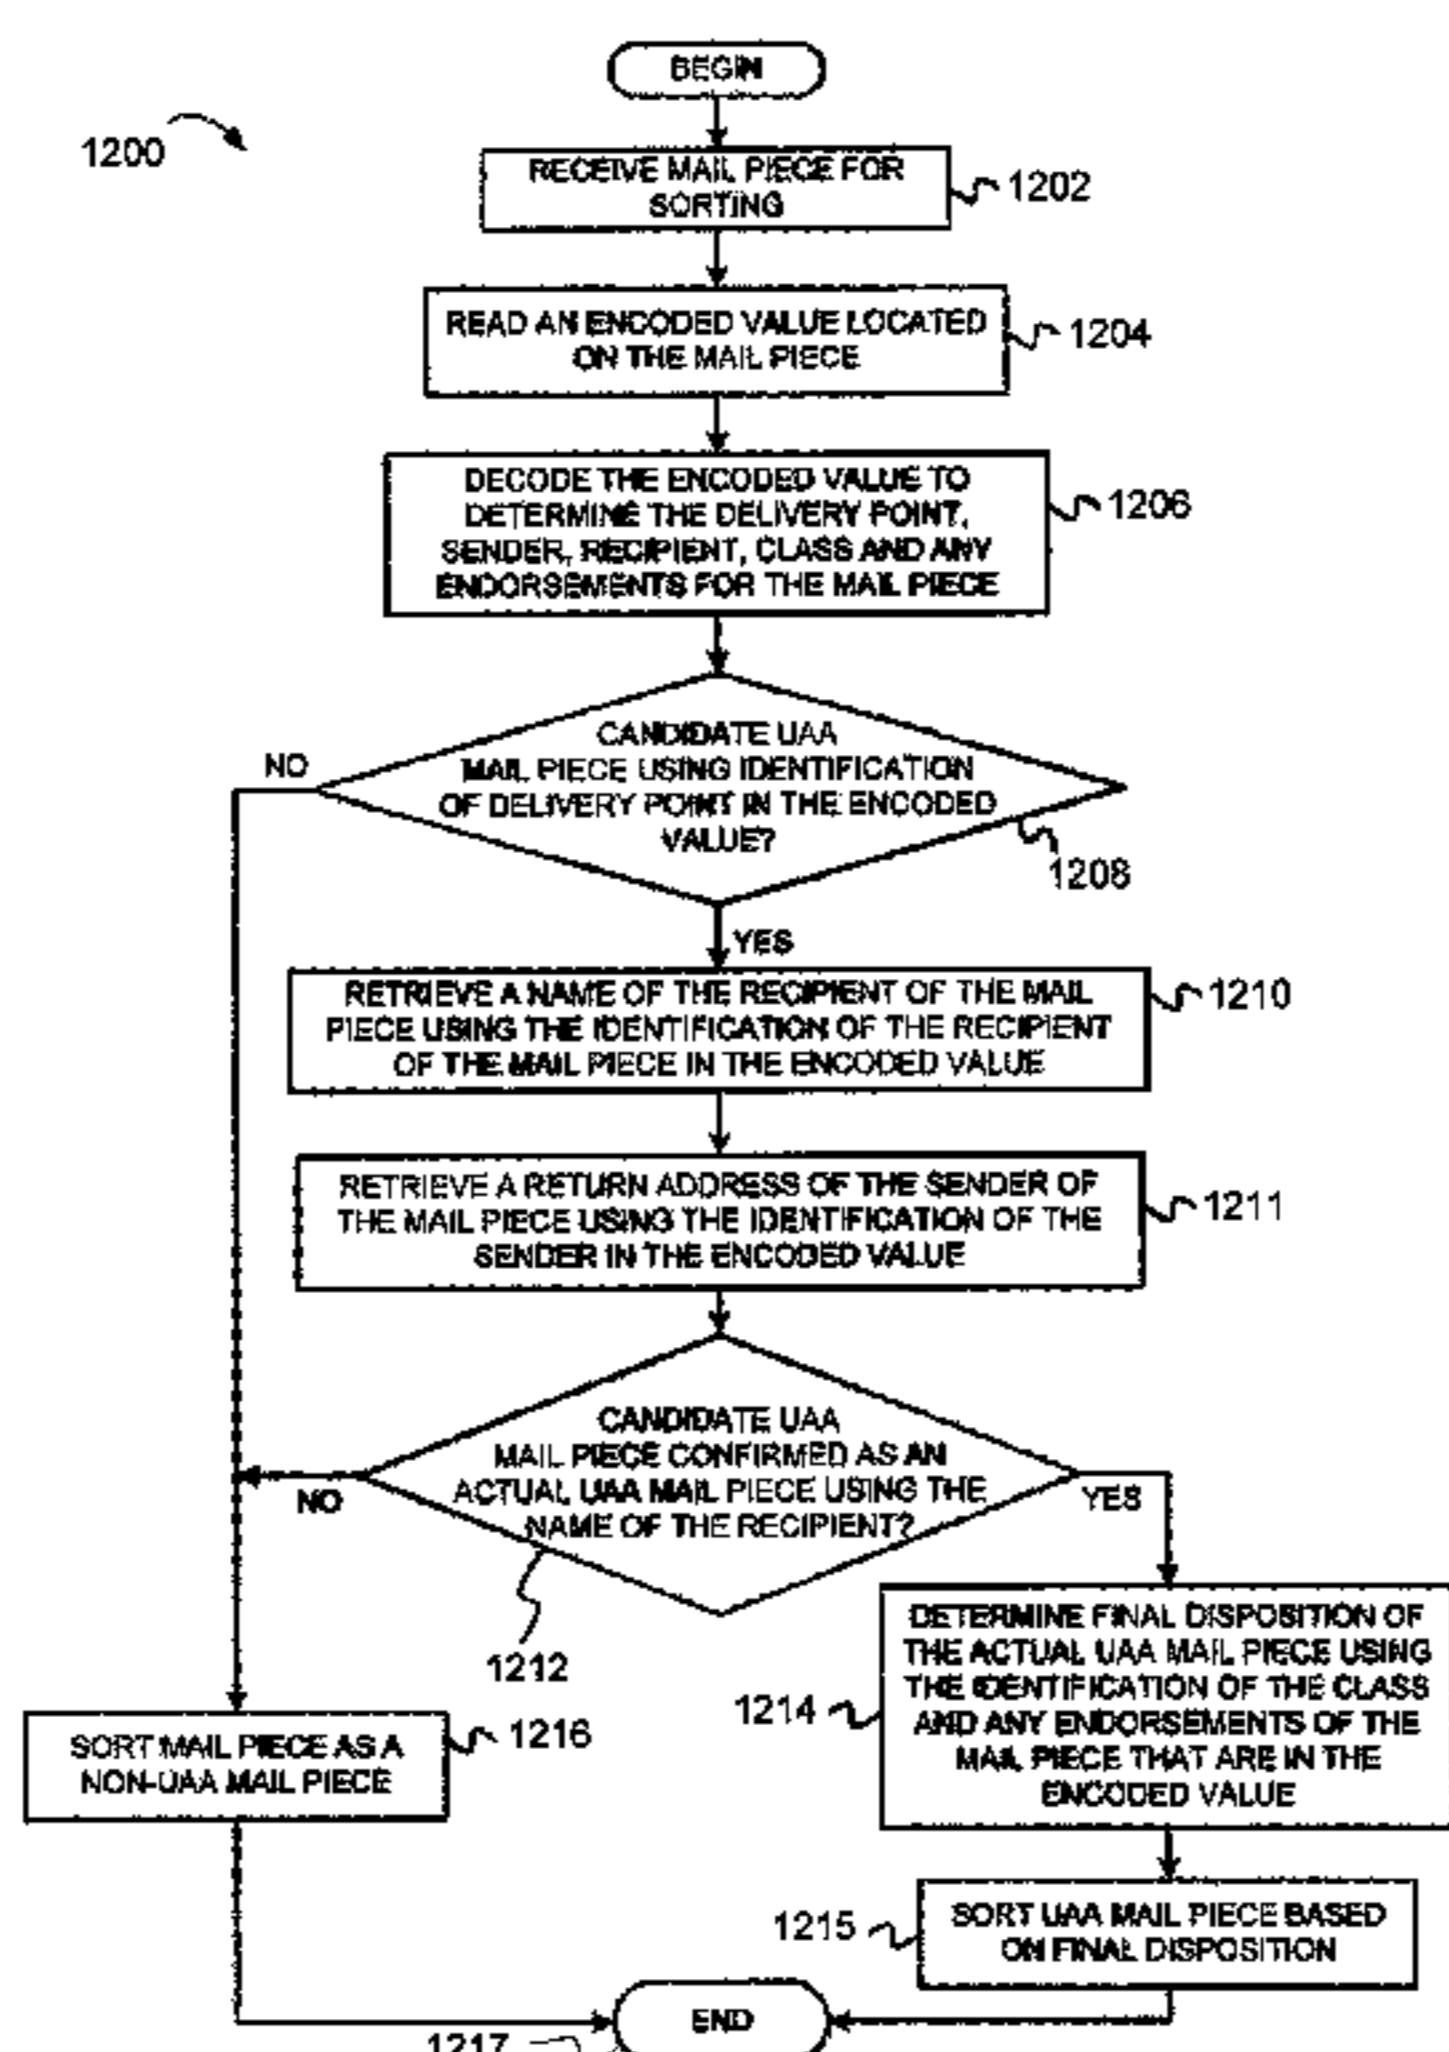 BEGIN
1200
RECEIVE MAIL PIECE FOR
SORTING
1202
READ AN ENCODED VALUE LOCATED
ON THE MAIL PIECE
1204
DECODE THE ENCODED VALUE TO
DETERMINE THE DELIVERY POINT,
SENDER, RECIPIENT, CLASS AND ANY
ENDORSEMENTS FOR THE MAIL PIECE
1206
CANDIDATE UAA
MAIL PIECE USING IDENTIFICATION
OF DELIVERY POINT IN THE ENCODED
VALUE?
NO
1208
YES
RETRIEVE A NAME OF THE RECIPIENT OF THE MAIL
PIECE USING THE IDENTIFICATION OF THE RECIPIENT
OF THE MAIL PIECE IN THE ENCODED VALUE
1210
RETRIEVE A RETURN ADDRESS OF THE SENDER OF
THE MAIL PIECE USING THE IDENTIFICATION OF THE
SENDER IN THE ENCODED VALUE
1211
CANDIDATE UAA
MAIL PIECE CONFIRMED AS AN
ACTUAL UAA MAIL PIECE USING THE
NAME OF THE RECIPIENT?
NO
YES
1212
DETERMINE FINAL DISPOSITION OF
THE ACTUAL UAA MAIL PIECE USING
THE IDENTIFICATION OF THE CLASS
AND ANY ENDORSEMENTS OF THE
MAIL PIECE THAT ARE IN THE
ENCODED VALUE
1214
SORT MAIL PIECE AS A
NON-UAA MAIL PIECE
1216
SORT UAA MAIL PIECE BASED
ON FINAL DISPOSITION
1215
END
1217